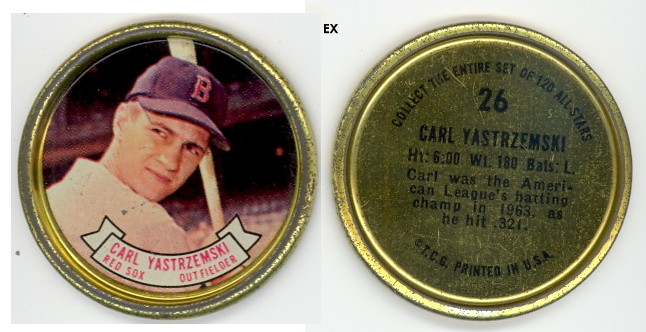 B
CARL YASTRZEMSKI
RED SOX OUTFIELDER
EX
COLLECT THE ENTIRE SET OF 120 ALL-STARS
26
CARL YASTRZEMSKI
Ht: 6:00 Wt. 180 Bats: L.
Carl was the Ameri-
can League's batting
champ in 1963, as
he hit .321.
©T.C.G. PRINTED IN U.S.A.